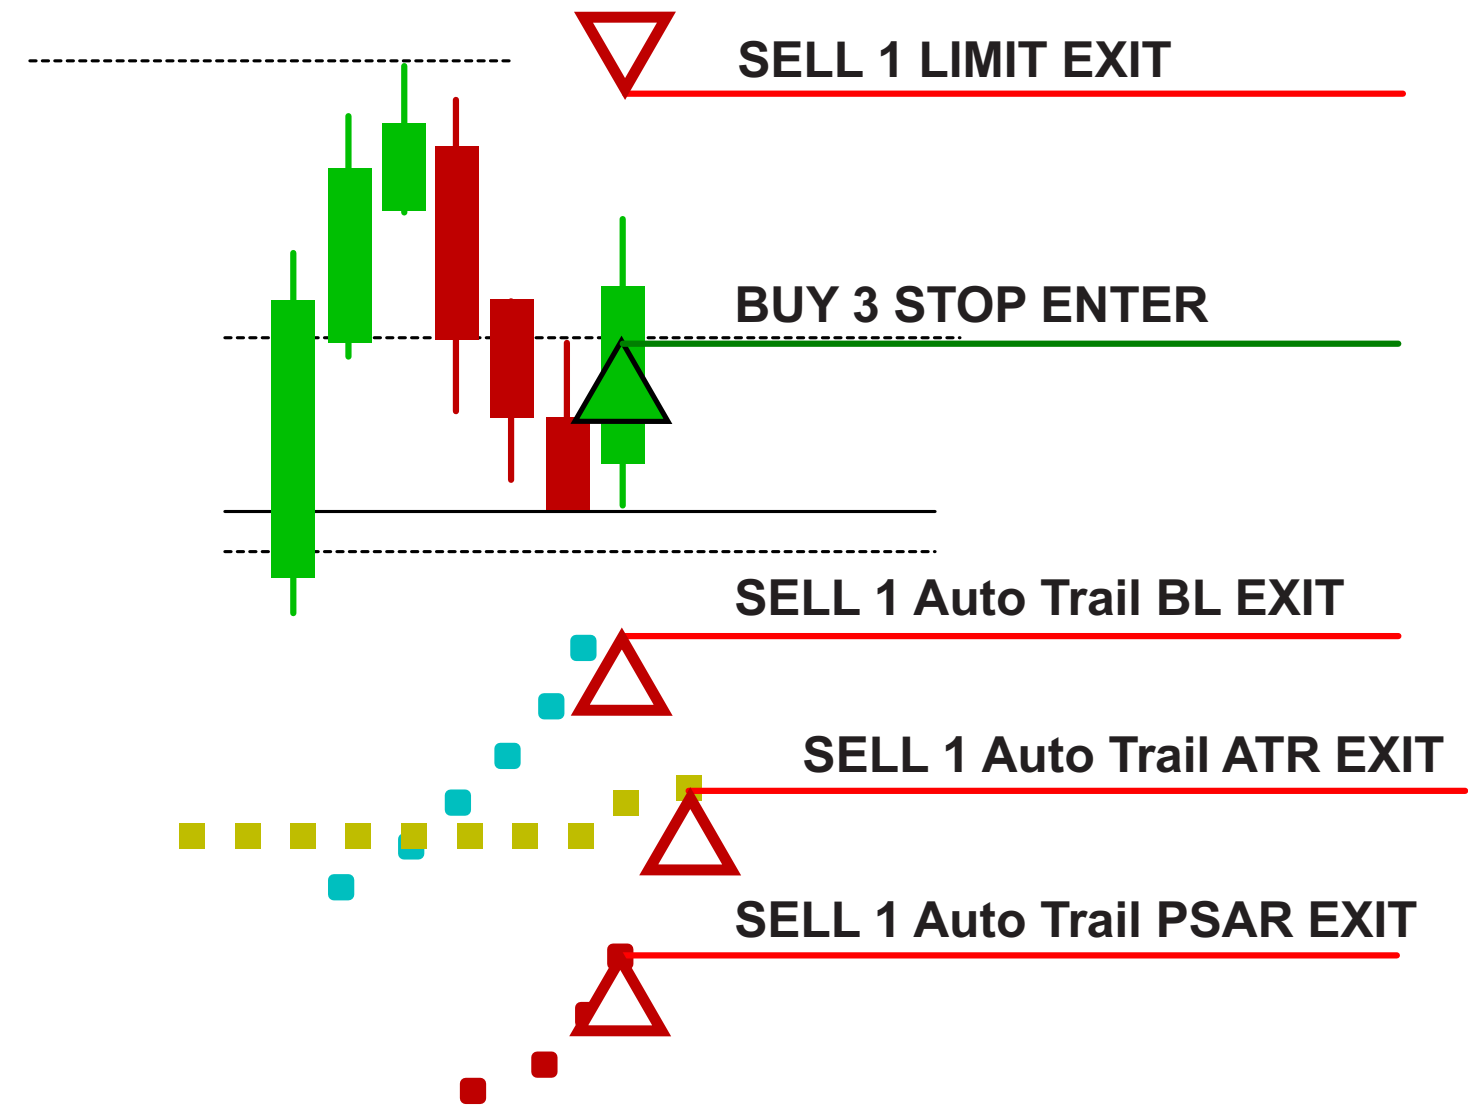 SELL 1 LIMIT EXIT
BUY 3 STOP ENTER
SELL 1 Auto Trail BL EXIT
SELL 1 Auto Trail ATR EXIT
SELL 1 Auto Trail PSAR EXIT